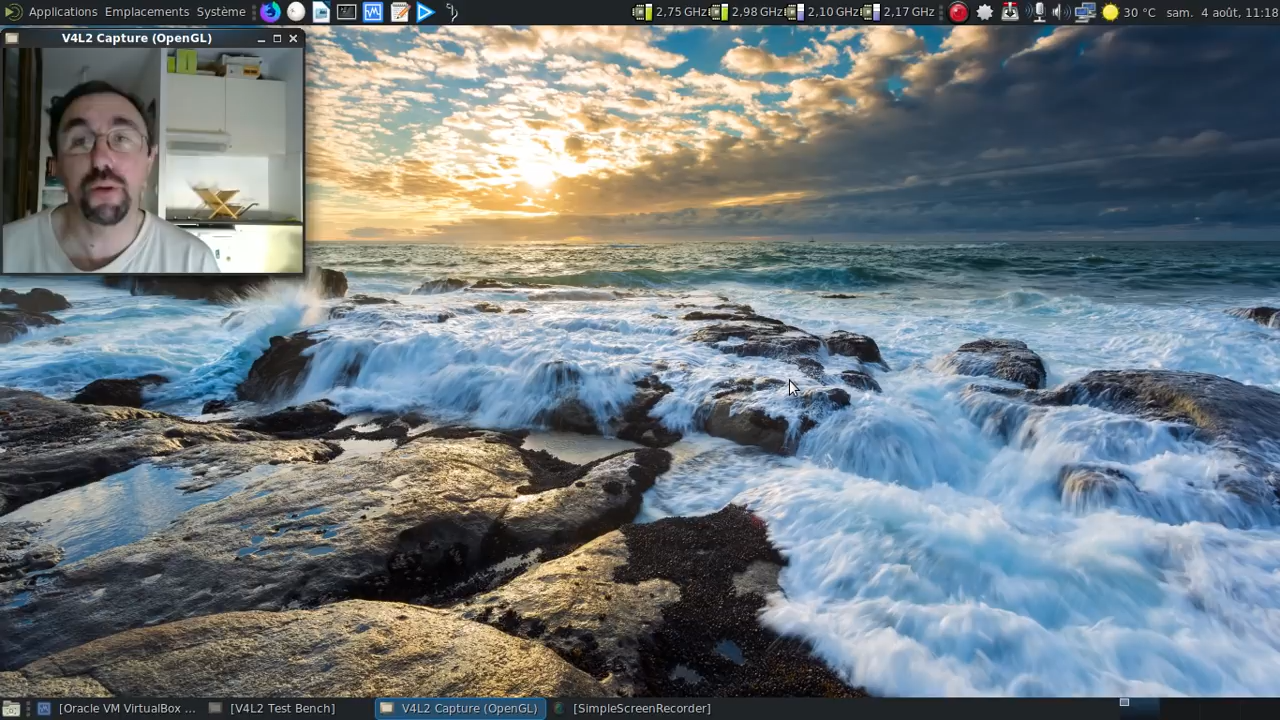 Applications Emplacements Système 2,75 GHz 2,98 GHz 2,10 GHz 2,17 GHz 30 °C sam. 4 août, 11:18
V4L2 Capture (OpenGL)
[Oracle VM VirtualBox ... [V4L2 Test Bench] V4L2 Capture (OpenGL) [SimpleScreenRecorder]